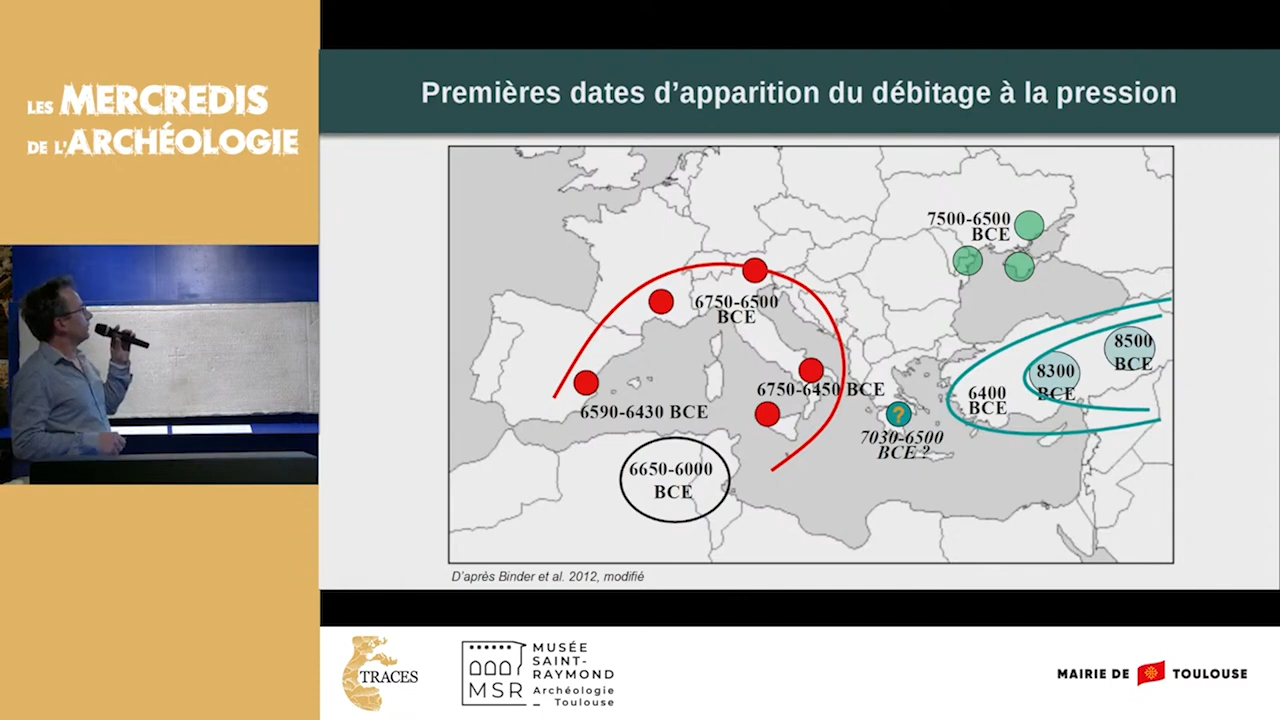 LES MERCREDIS
DE L'ARCHÉOLOGIE
Premières dates d'apparition du débitage à la pression
7500-6500
BCE
6750-6500
BCE
8500
BCE
8300
BCE
6400
BCE
6750-6450 BCE
6590-6430 BCE
?
7030-6500
BCE ?
6650-6000
BCE
D'après Binder et al. 2012, modifié
TRACES
MSR
MUSÉE
SAINT-
RAYMOND
Archéologie
Toulouse
MAIRIE DE TOULOUSE